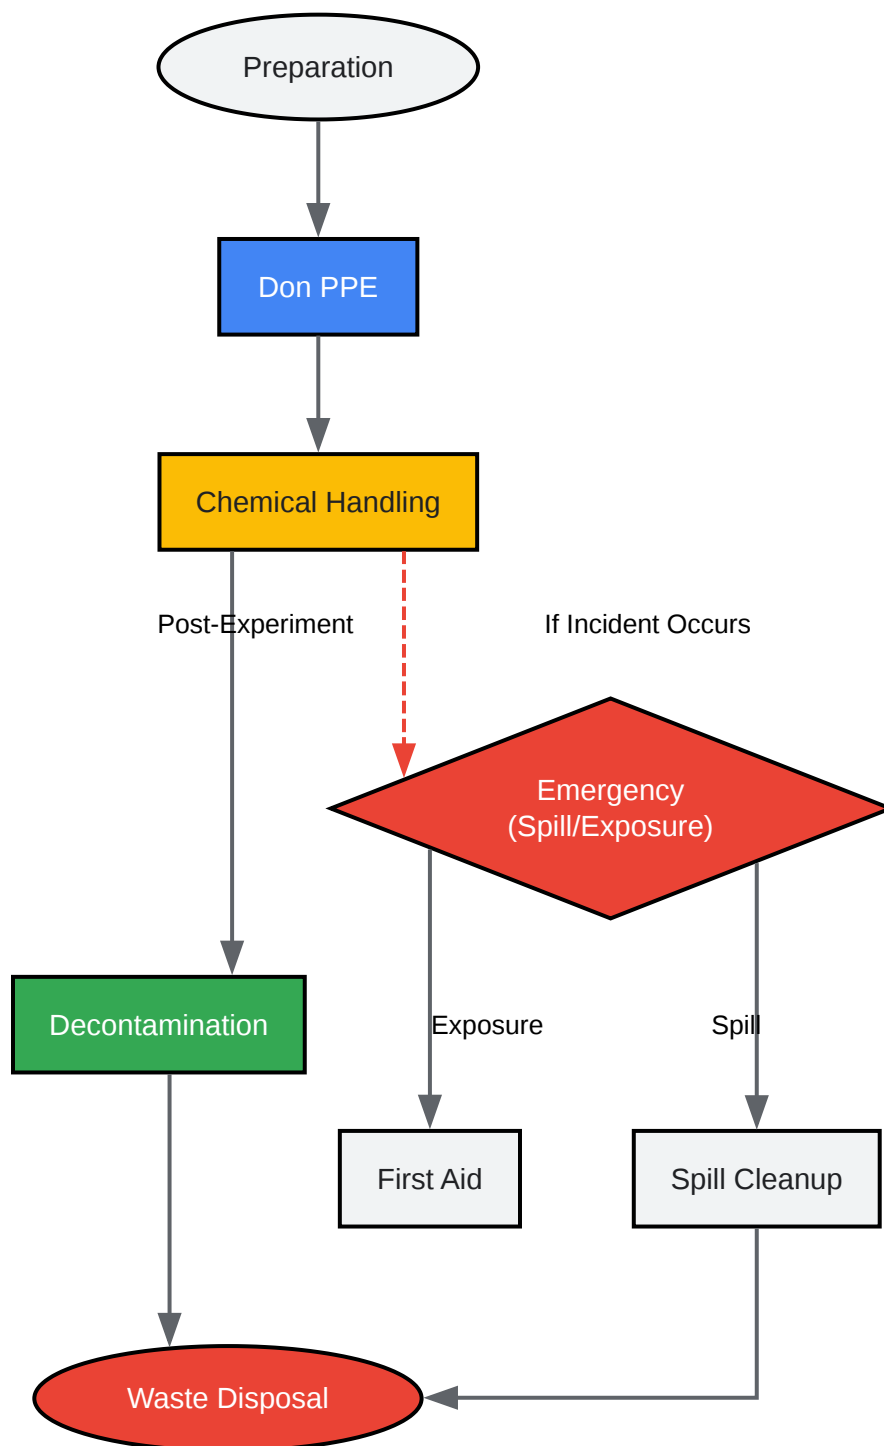 Preparation
Don PPE
Chemical Handling
Post-Experiment
If Incident Occurs
Emergency
(Spill/Exposure)
Decontamination
Exposure
Spill
First Aid
Spill Cleanup
Waste Disposal